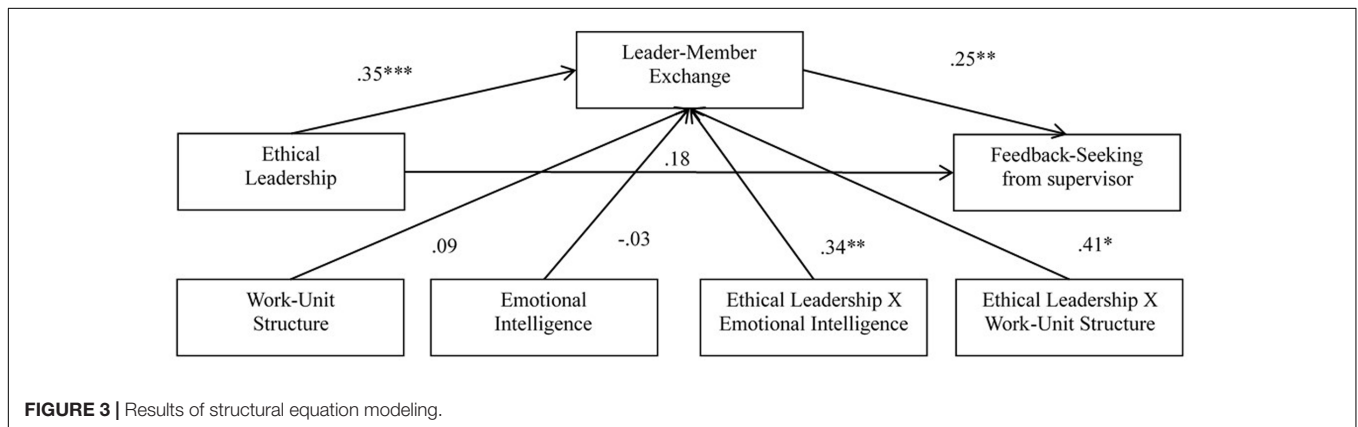 Leader-Member
Exchange
.35***
.25**
Ethical
Leadership
.18
Feedback-Seeking
from supervisor
.09
-.03
.34**
.41*
Work-Unit
Structure
Emotional
Intelligence
Ethical Leadership X
Emotional Intelligence
Ethical Leadership X
Work-Unit Structure
FIGURE 3 | Results of structural equation modeling.